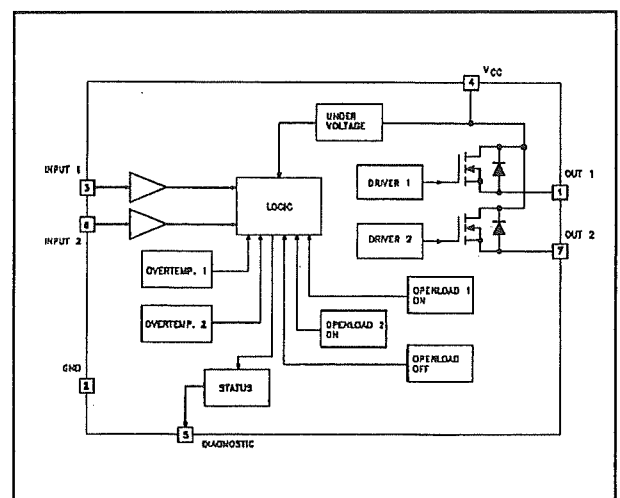 V CC
4
UNDER
VOLTAGE
INPUT 1
3
DRIVER 1
OUT 1
1
LOGIC
6
INPUT 2
DRIVER 2
OUT 2
7
OVERTEMP. 1
OPENLOAD 1
ON
OVERTEMP. 2
OPENLOAD 2
ON
OPENLOAD
OFF
GND
2
STATUS
5
DIAGNOSTIC